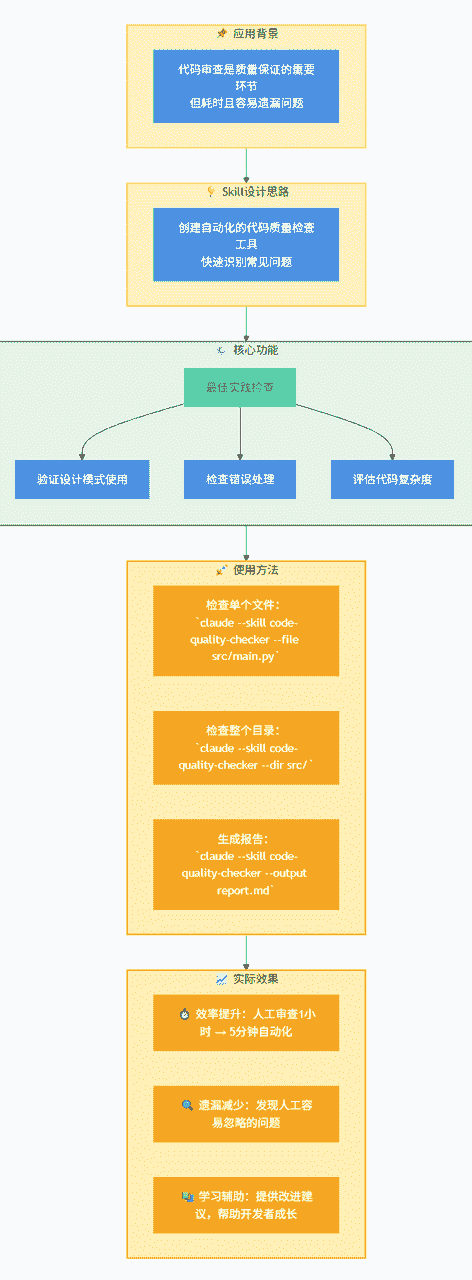 📌 应用背景
代码审查是质量保证的重要
环节
但耗时且容易遗漏问题
💡 Skill设计思路
创建自动化的代码质量检查
工具
快速识别常见问题
核心功能
最佳实践检查
验证设计模式使用
检查错误处理
评估代码复杂度
🚀 使用方法
检查单个文件：
`claude --skill code-
quality-checker --file
src/main.py`
检查整个目录：
`claude --skill code-
quality-checker --dir src/`
生成报告：
`claude --skill code-
quality-checker --output
report.md`
📈 实际效果
⏱️ 效率提升：人工审查1小
时 → 5分钟自动化
🔍 遗漏减少：发现人工容
易忽略的问题
📚 学习辅助：提供改进建
议，帮助开发者成长